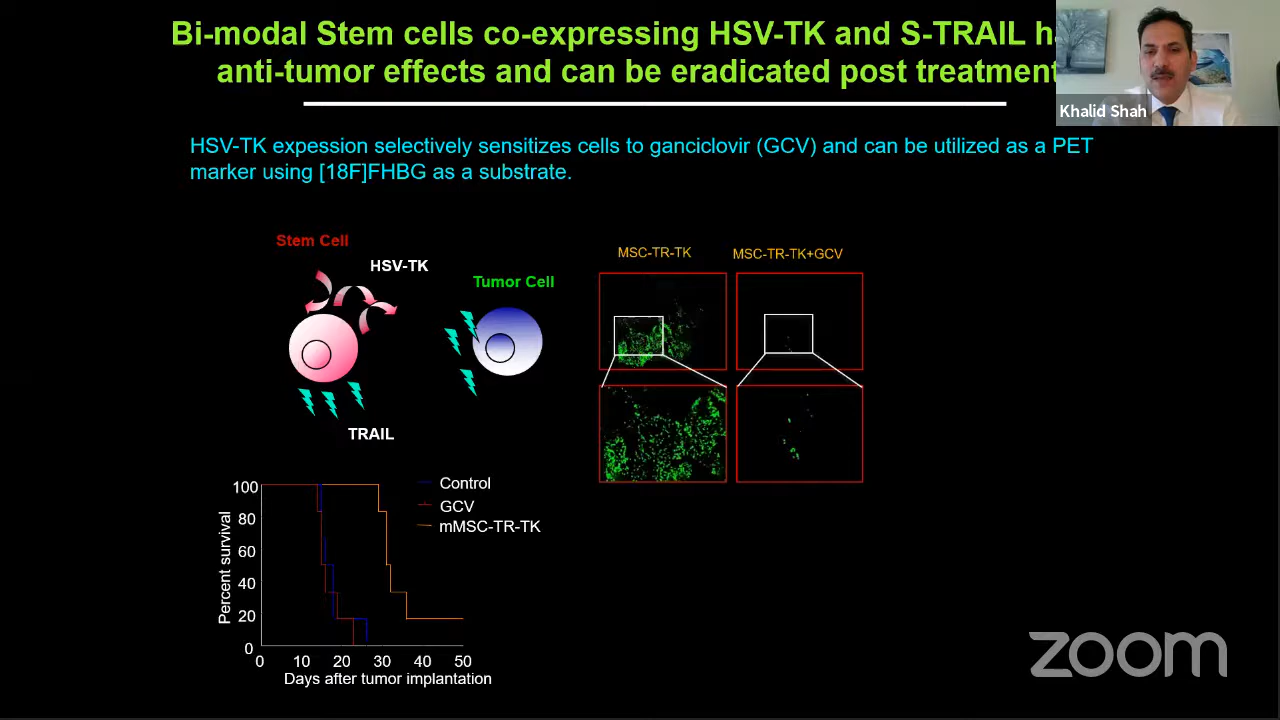 Bi-modal Stem cells co-expressing HSV-TK and S-TRAIL
anti-tumor effects and can be eradicated post treatment
Khalid Shah
HSV-TK expession selectively sensitizes cells to ganciclovir (GCV) and can be utilized as a PET
marker using [18F]FHBG as a substrate.
Stem Cell
HSV-TK
Tumor Cell
TRAIL
MSC-TR-TK
MSC-TR-TK+GCV
Control
GCV
mMSC-TR-TK
Percent survival
100
80
60
40
20
0
0 10 20 30 40 50
Days after tumor implantation
zoom